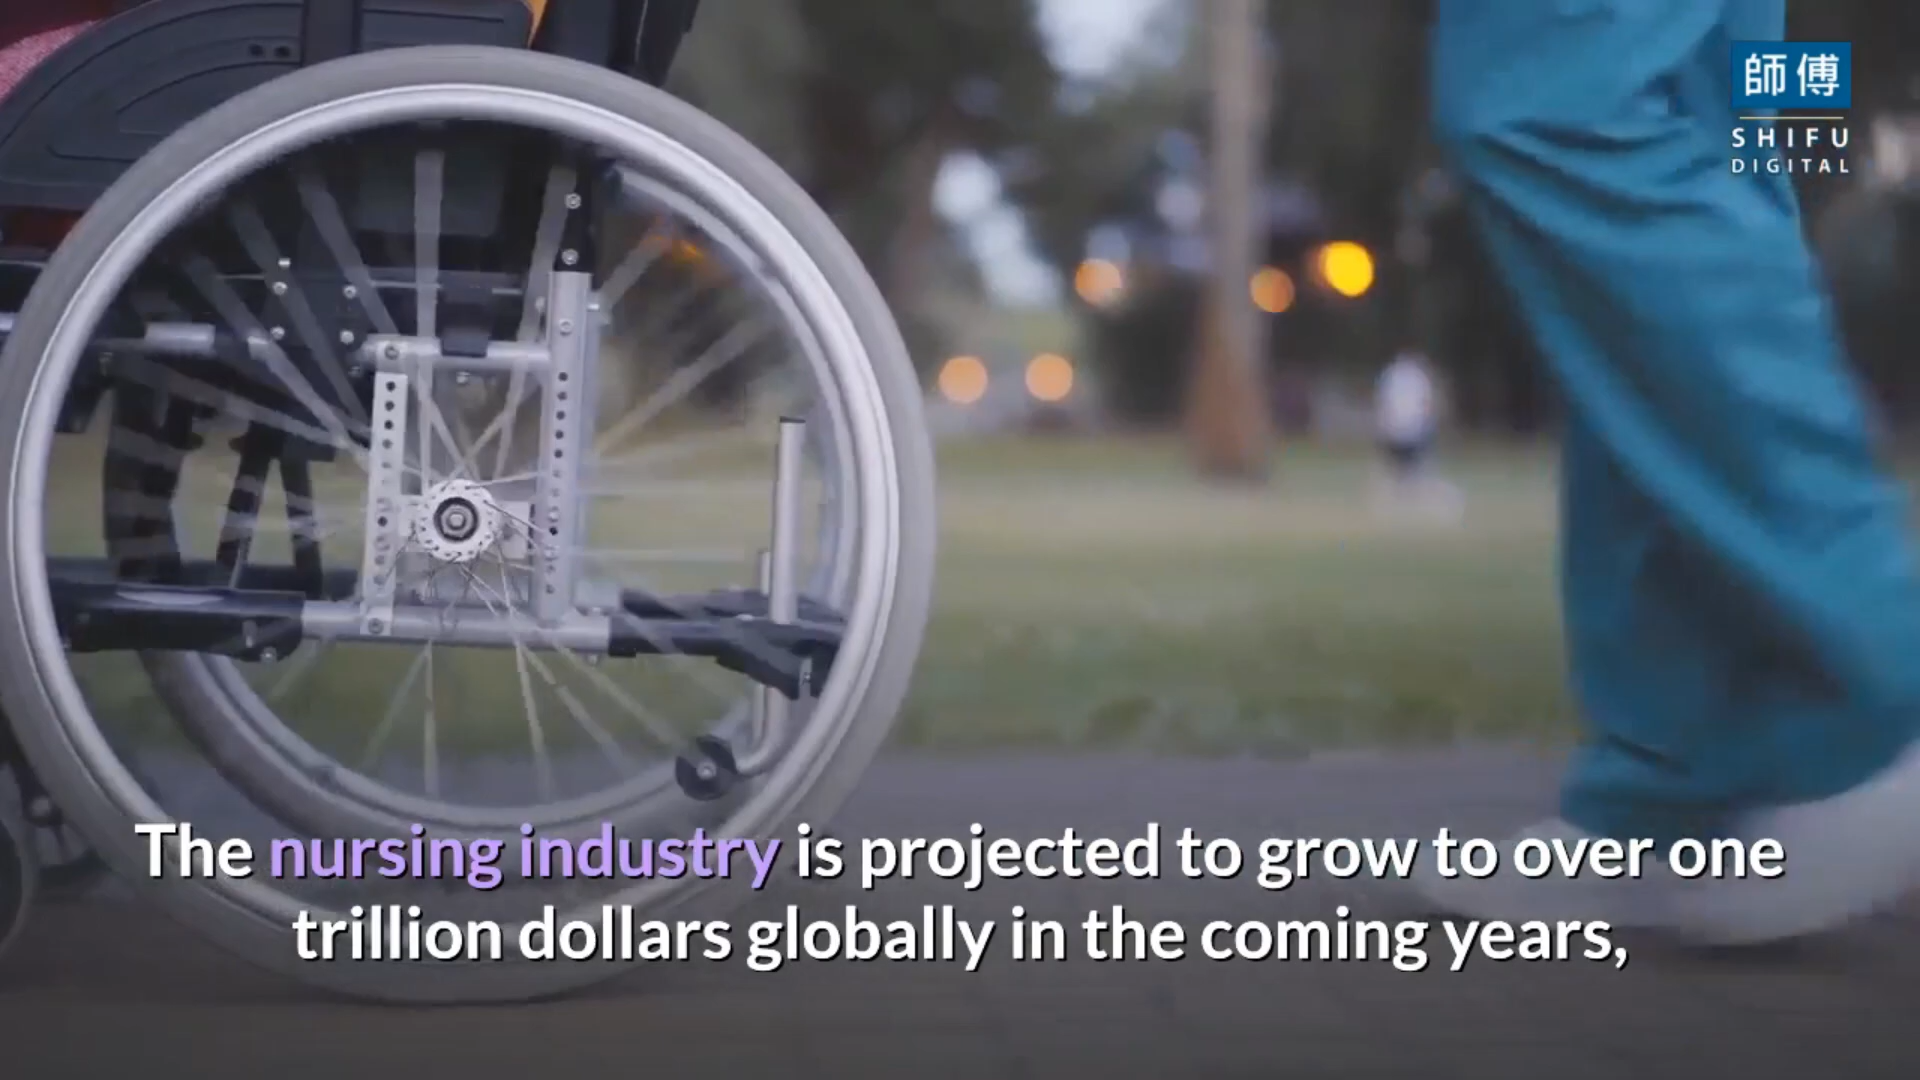 師傅
SHIFU
DIGITAL
The nursing industry is projected to grow to over one
trillion dollars globally in the coming years,